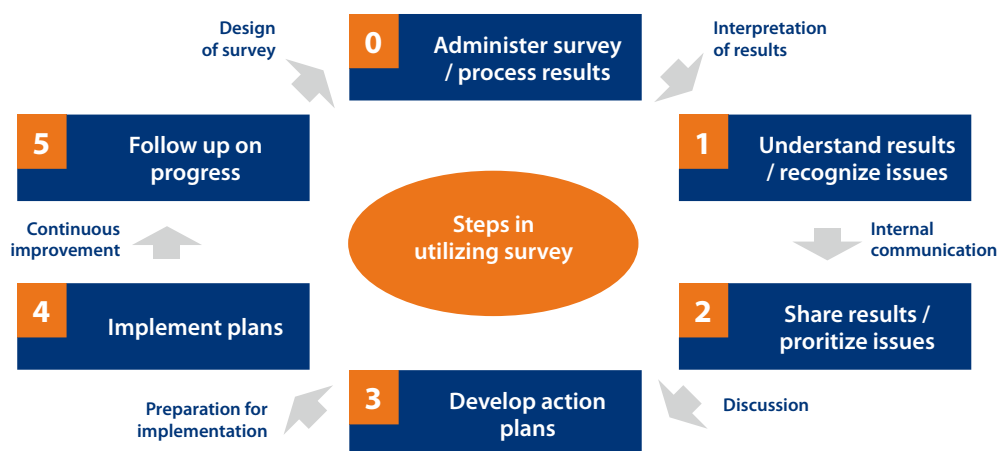 Design
of survey
0
Administer survey
/ process results
Interpretation
of results
5
Follow up on
progress
1
Understand results
/ recognize issues
Steps in
utilizing survey
Continuous
improvement
Internal
communication
4
Implement plans
2
Share results /
proritize issues
Preparation for
implementation
3
Develop action
plans
Discussion